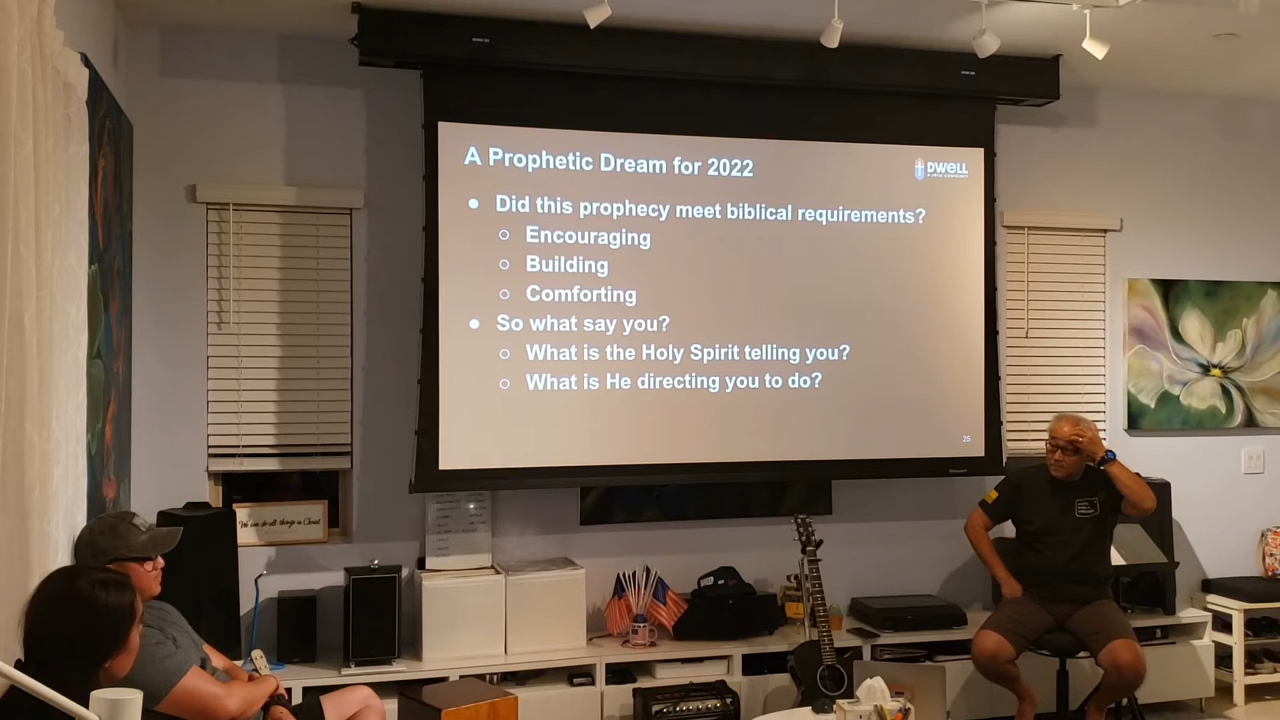 A Prophetic Dream for 2022
DWELL
Did this prophecy meet biblical requirements?
Encouraging
Building
Comforting
So what say you?
What is the Holy Spirit telling you?
What is He directing you to do?
25
We can do all things in Christ